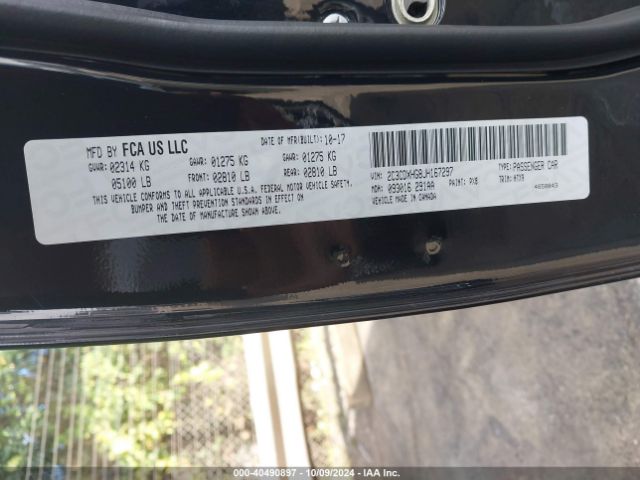 MFD BY FCA US LLC
DATE OF MFR(BUILT): 10-17
GVWR: 02314 KG
GAWR: 01275 KG
GAWR: 01275 KG
05100 LB
FRONT: 02810 LB
REAR: 02810 LB
THIS VEHICLE CONFORMS TO ALL APPLICABLE U.S.A. FEDERAL MOTOR VEHICLE SAFETY,
BUMPER AND THEFT PREVENTION STANDARDS IN EFFECT ON
THE DATE OF MANUFACTURE SHOWN ABOVE.
VIN: 2C3CDXHG8JH167297
TYPE: PASSENGER CAR
MDH: 093016 291AA
PAINT: PX8
TRIM:
VEHICLE MADE IN CANADA
000-40490897 - 10/09/2024 - IAA Inc.